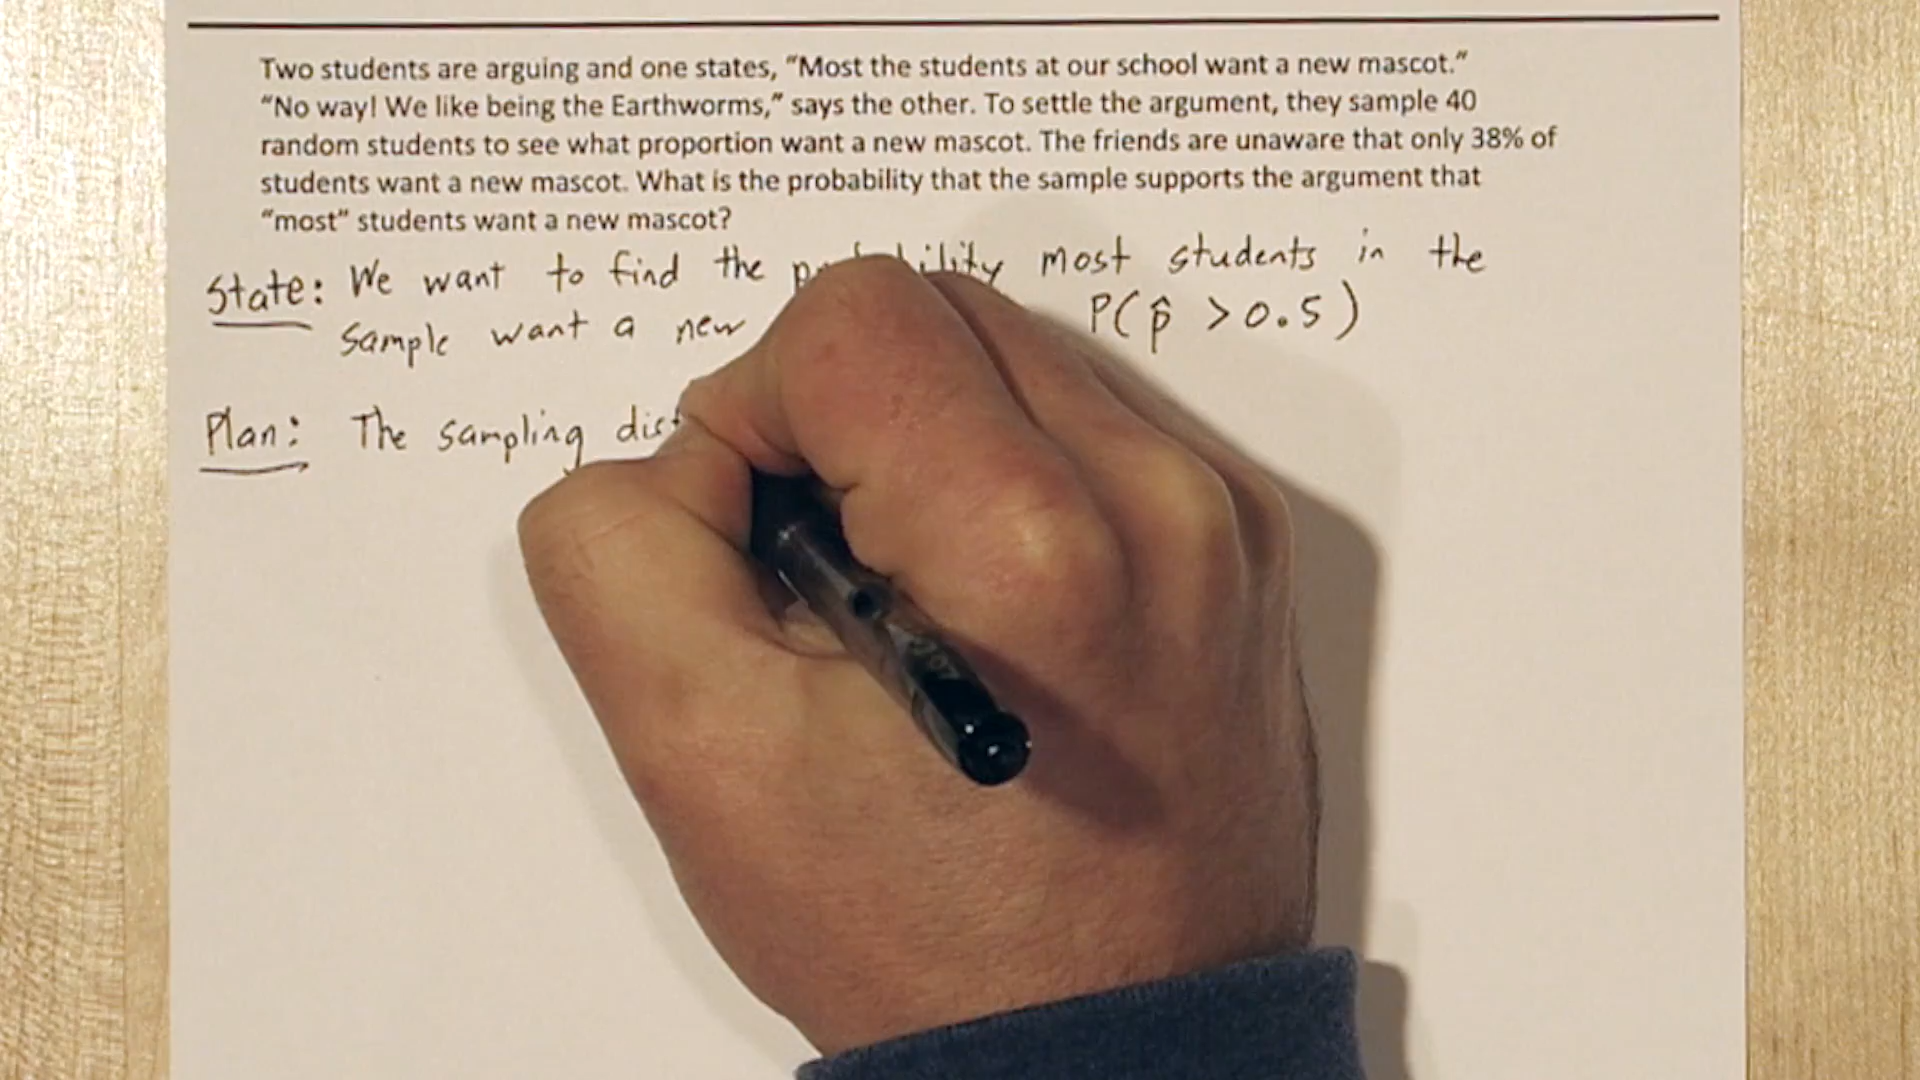 Two students are arguing and one states, “Most the students at our school want a new mascot.”
“No way! We like being the Earthworms,” says the other. To settle the argument, they sample 40
random students to see what proportion want a new mascot. The friends are unaware that only 38% of
students want a new mascot. What is the probability that the sample supports the argument that
“most” students want a new mascot?
State: We want to find the probability most students in the
sample want a new P(p̂ > 0.5)
Plan: The sampling dist